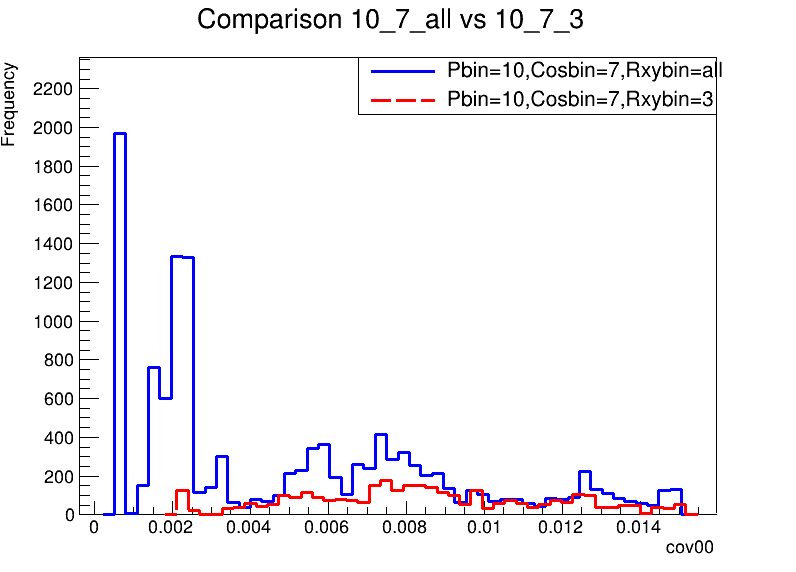 Comparison 10_7_all vs 10_7_3
Pbin=10,Cosbin=7,Rxybin=all
Pbin=10,Cosbin=7,Rxybin=3
Frequency
2200
2000
1800
1600
1400
1200
1000
800
600
400
200
0
0 0.002 0.004 0.006 0.008 0.01 0.012 0.014
cov00